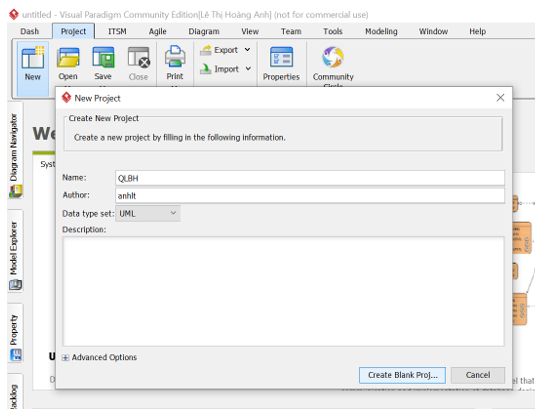 untitled - Visual Paradigm Community Edition[Lê Thị Hoàng Anh] (not for commercial use)
Dash Project ITSM Agile Diagram View Team Tools Modeling Window Help
New Open Save Close Print Export Import Properties Community
Circle
New Project
Create New Project
Create a new project by filling in the following information.
Name: QLBH
Author: anhlt
Data type set: UML
Description:
Advanced Options
Create Blank Proj... Cancel
Diagram Navigator
Model Explorer
Property
We
Syst
U
D
el that